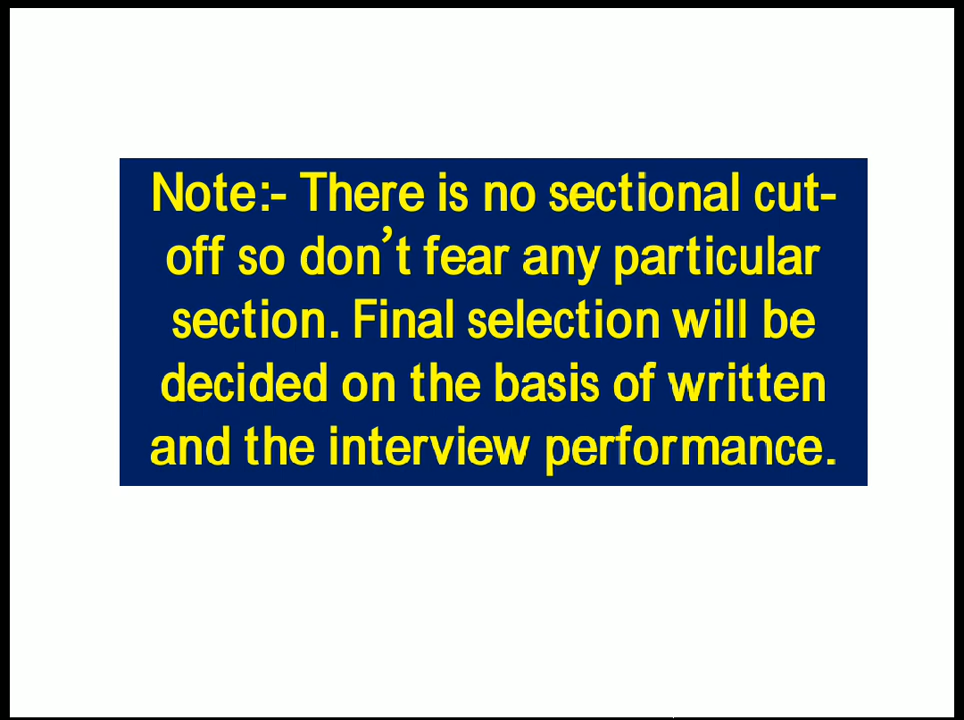 Note:- There is no sectional cut-
off so don’t fear any particular
section. Final selection will be
decided on the basis of written
and the interview performance.